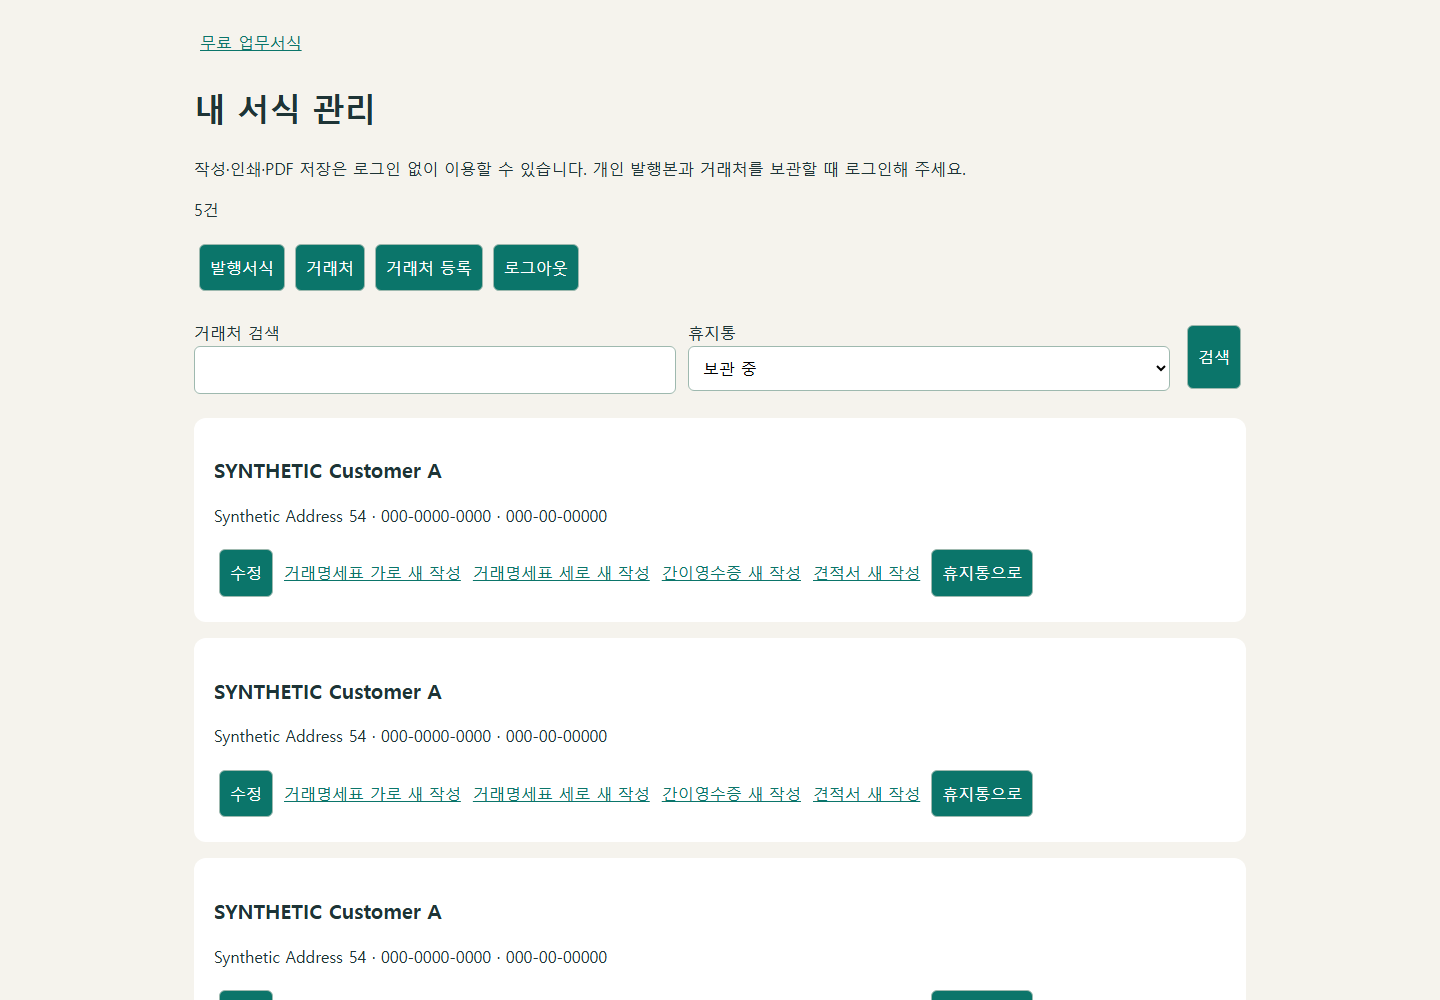 무료 업무서식
내 서식 관리
작성·인쇄·PDF 저장은 로그인 없이 이용할 수 있습니다. 개인 발행본과 거래처를 보관할 때 로그인해 주세요.
5건
발행서식 거래처 거래처 등록 로그아웃
거래처 검색 휴지통
보관 중 검색
SYNTHETIC Customer A
Synthetic Address 54 · 000-0000-0000 · 000-00-00000
수정 거래명세표 가로 새 작성 거래명세표 세로 새 작성 간이영수증 새 작성 견적서 새 작성 휴지통으로
SYNTHETIC Customer A
Synthetic Address 54 · 000-0000-0000 · 000-00-00000
수정 거래명세표 가로 새 작성 거래명세표 세로 새 작성 간이영수증 새 작성 견적서 새 작성 휴지통으로
SYNTHETIC Customer A
Synthetic Address 54 · 000-0000-0000 · 000-00-00000